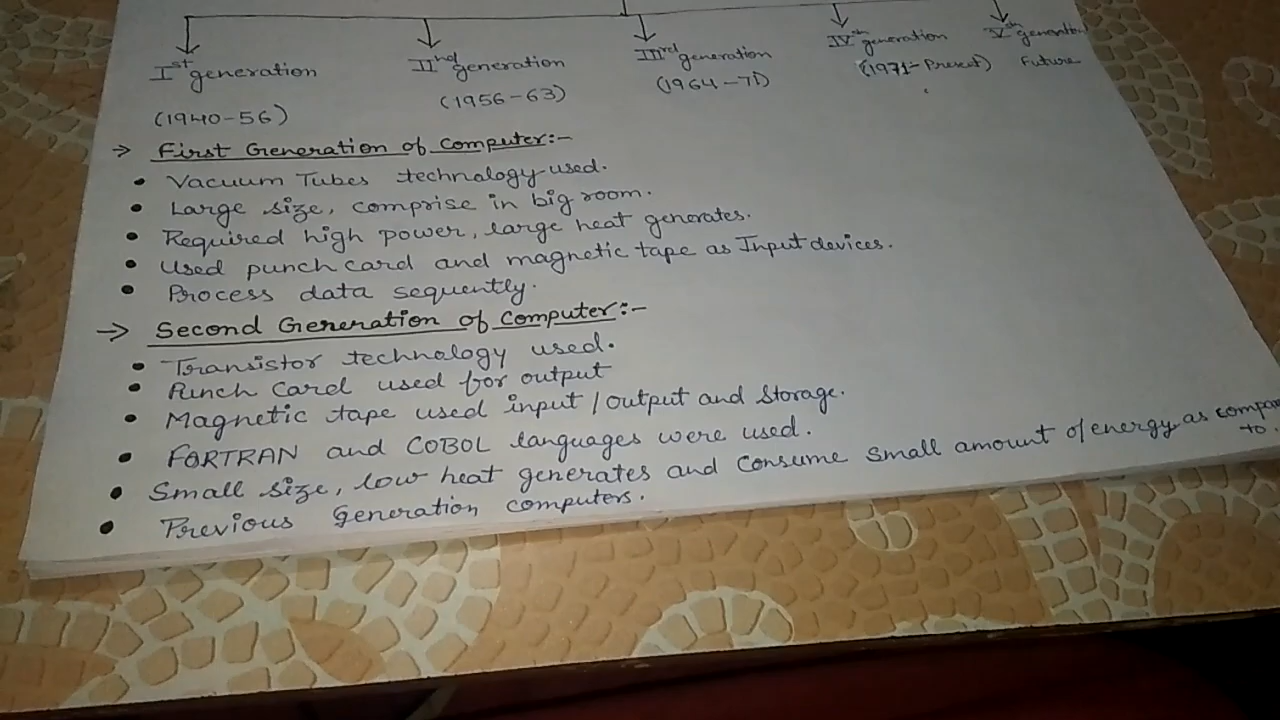 Ist generation IInd generation IIIrd generation IVth generation Vth generation
(1940-56) (1956-63) (1964-71) (1971-Present) Future
→ First Generation of Computer:-
• Vacuum Tubes technology used.
• Large size, comprise in big room.
• Required high power, large heat generates.
• Used punch card and magnetic tape as Input devices.
• Process data sequently.
→ Second Generation of Computer:-
• Transistor technology used.
• Punch Card used for output
• Magnetic tape used input / output and Storage.
• FORTRAN and COBOL languages were used.
• Small size, low heat generates and consume small amount of energy as
to
• Previous generation computers.